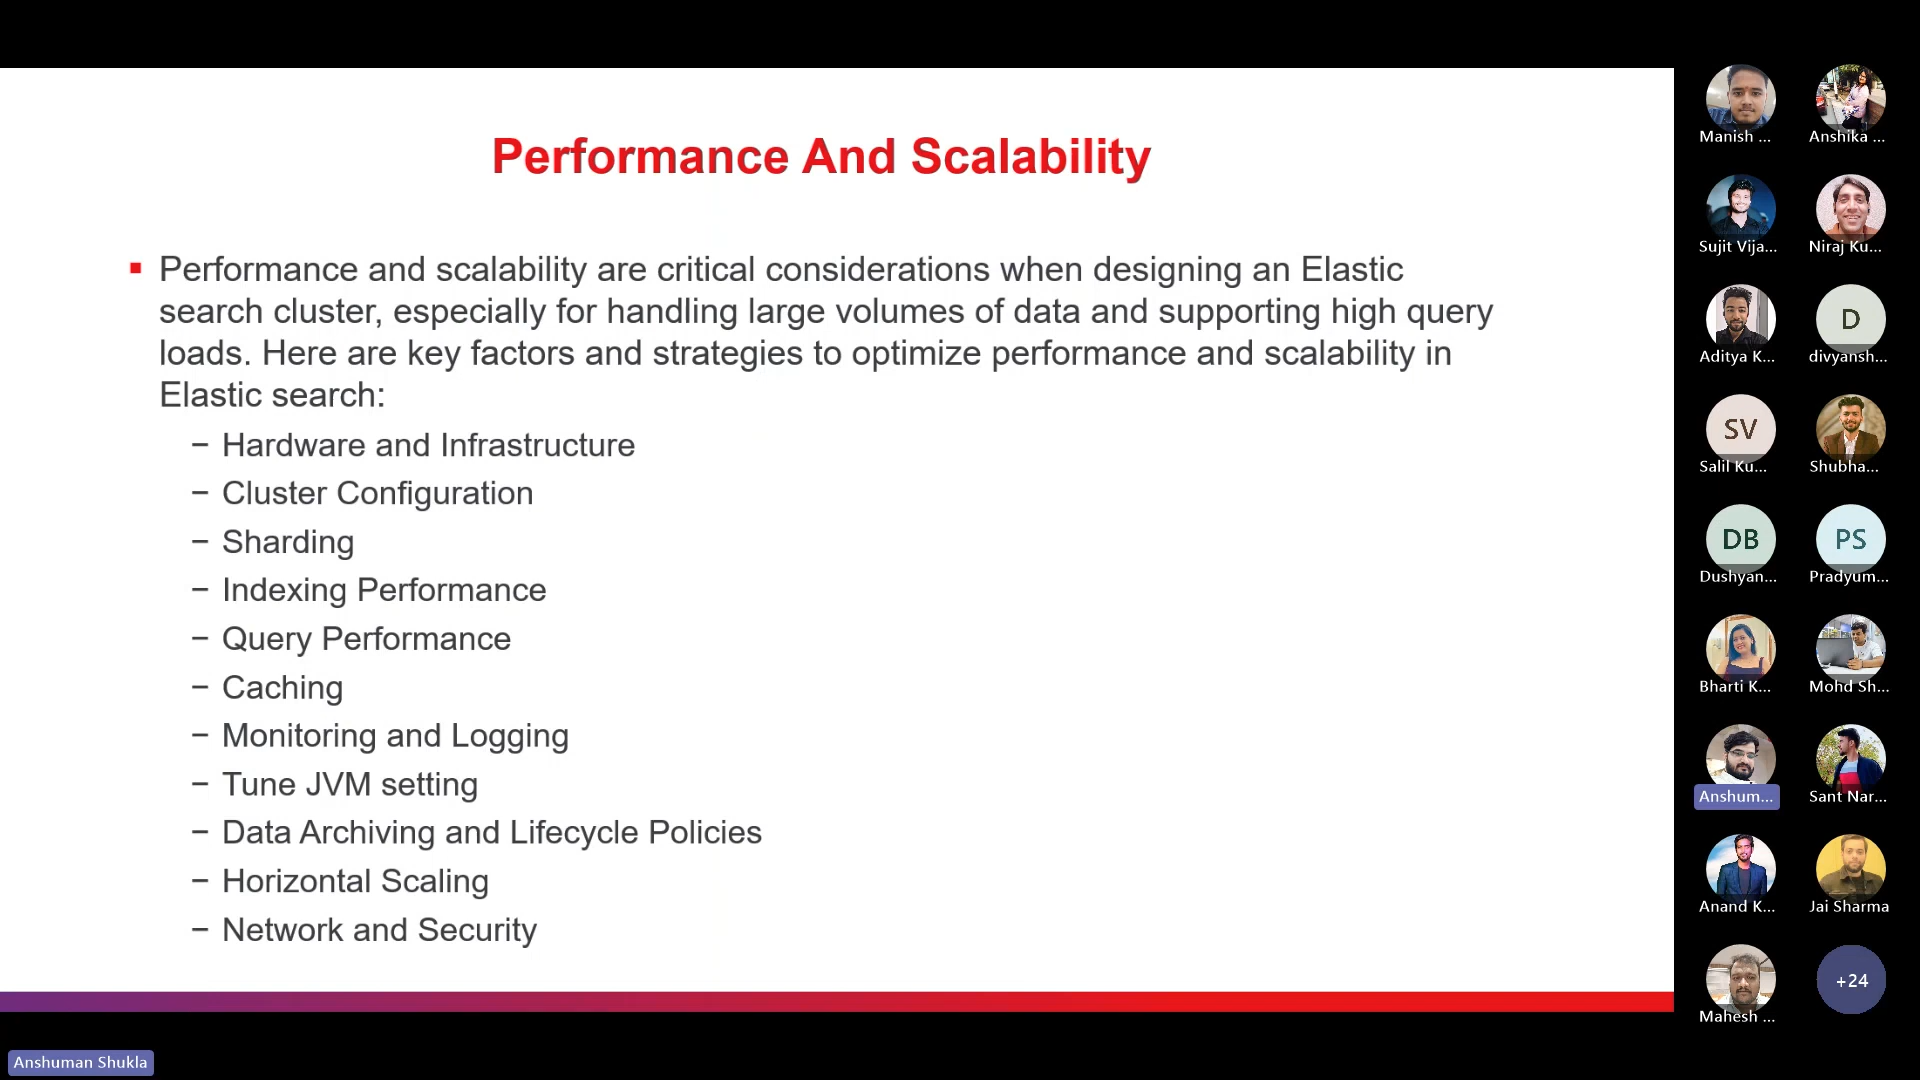 Performance And Scalability
▪ Performance and scalability are critical considerations when designing an Elastic
search cluster, especially for handling large volumes of data and supporting high query
loads. Here are key factors and strategies to optimize performance and scalability in
Elastic search:
− Hardware and Infrastructure
− Cluster Configuration
− Sharding
− Indexing Performance
− Query Performance
− Caching
− Monitoring and Logging
− Tune JVM setting
− Data Archiving and Lifecycle Policies
− Horizontal Scaling
− Network and Security
Manish ...
Anshika ...
Sujit Vija...
Niraj Ku...
Aditya K...
D
divyansh...
SV
Salil Ku...
Shubha...
DB
Dushyan...
PS
Pradyum...
Bharti K...
Mohd Sh...
Anshum...
Sant Nar...
Anand K...
Jai Sharma
Mahesh ...
+24
Anshuman Shukla